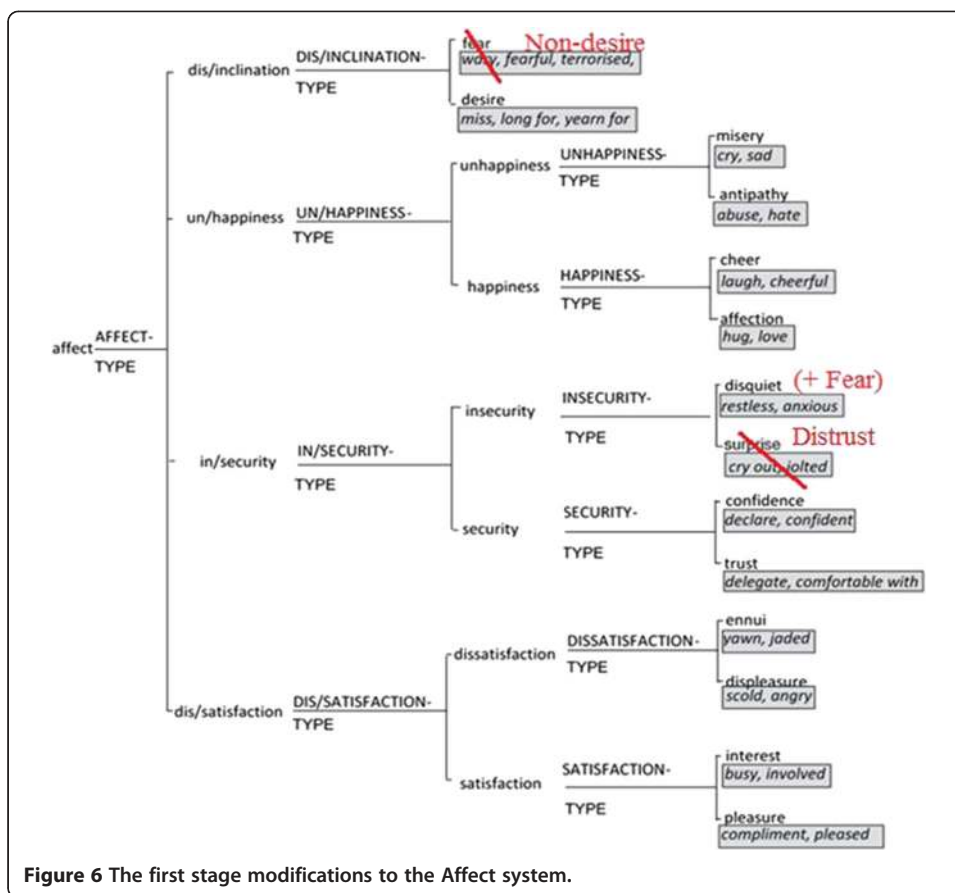 fear Non-desire
DIS/INCLINATION-
wary, fearful, terrorised,
dis/inclination
TYPE
desire
miss, long for, yearn for
misery
unhappiness UNHAPPINESS-
cry, sad
TYPE
antipathy
un/happiness UN/HAPPINESS-
abuse, hate
TYPE
cheer
HAPPINESS-
laugh, cheerful
happiness
TYPE
affection
hug, love
affect AFFECT-
TYPE
disquiet (+ Fear)
insecurity INSECURITY-
restless, anxious
TYPE
surprise Distrust
in/security IN/SECURITY-
cry out, jolted
TYPE
confidence
SECURITY-
declare, confident
security
TYPE
trust
delegate, comfortable with
ennui
dissatisfaction DISSATISFACTION-
yawn, jaded
TYPE
displeasure
scold, angry
dis/satisfaction DIS/SATISFACTION-
TYPE
interest
SATISFACTION-
busy, involved
satisfaction
TYPE
pleasure
compliment, pleased
Figure 6 The first stage modifications to the Affect system.